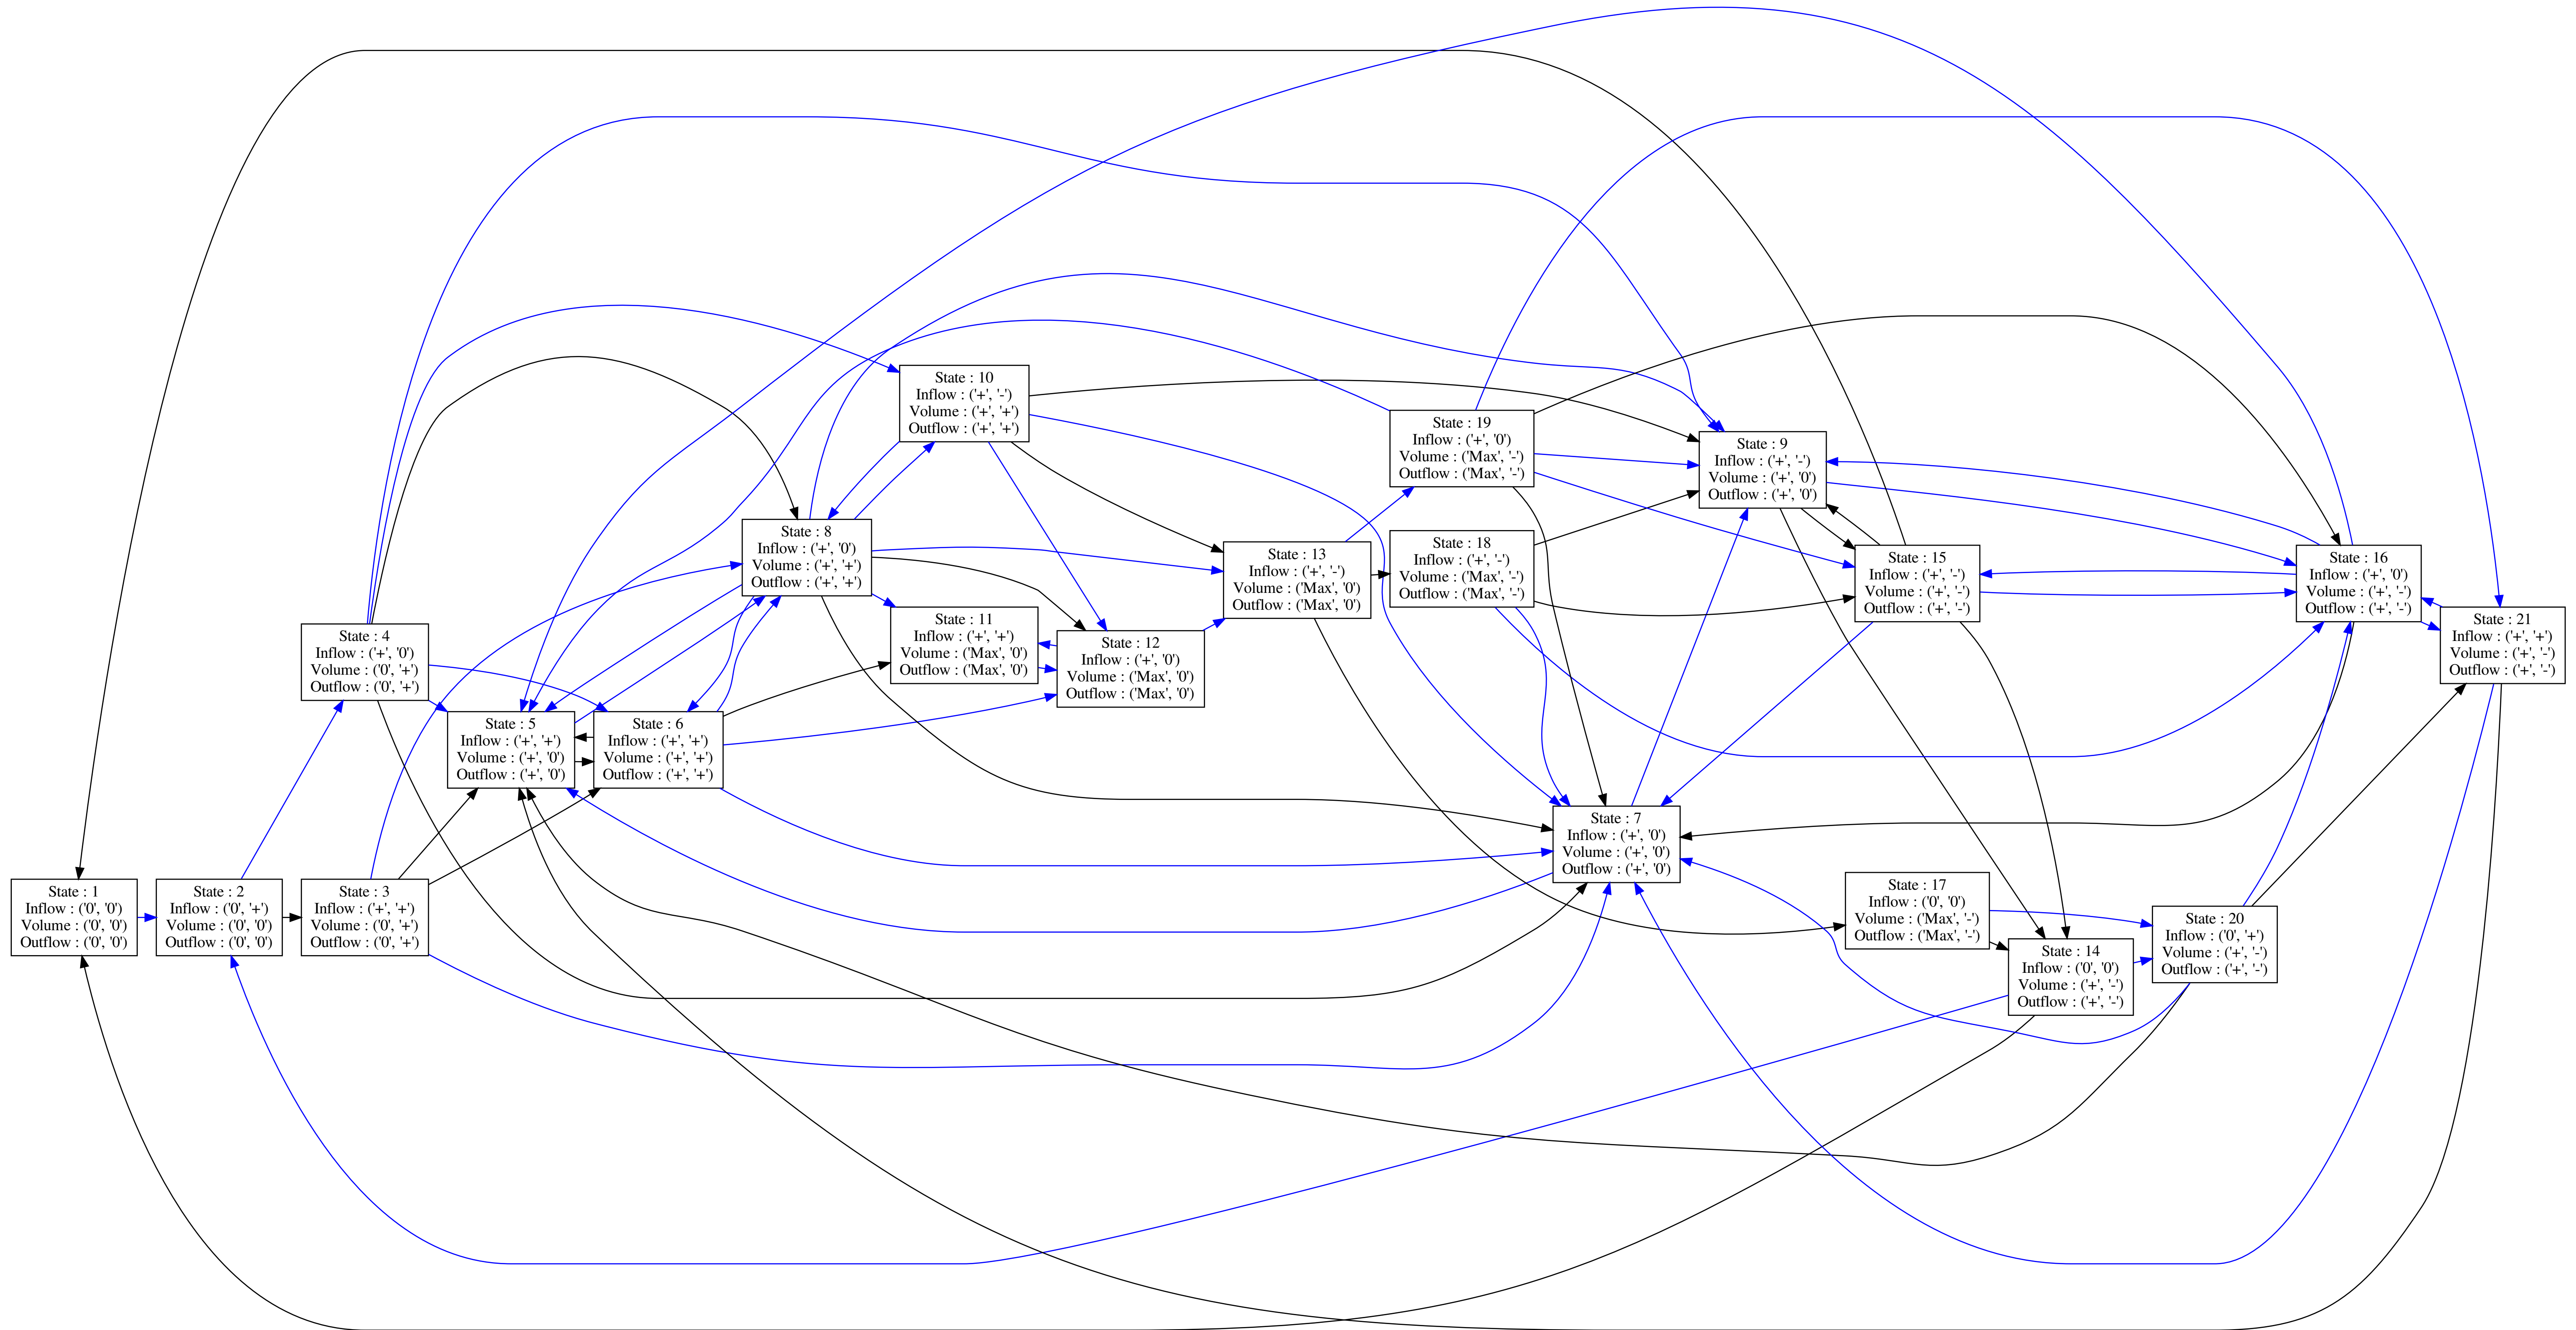 State : 1
Inflow : ('0', '0')
Volume : ('0', '0')
Outflow : ('0', '0')
State : 2
Inflow : ('0', '+')
Volume : ('0', '0')
Outflow : ('0', '0')
State : 3
Inflow : ('+', '+')
Volume : ('0', '+')
Outflow : ('0', '+')
State : 4
Inflow : ('+', '0')
Volume : ('0', '+')
Outflow : ('0', '+')
State : 5
Inflow : ('+', '+')
Volume : ('+', '0')
Outflow : ('+', '0')
State : 6
Inflow : ('+', '+')
Volume : ('+', '+')
Outflow : ('+', '+')
State : 8
Inflow : ('+', '0')
Volume : ('+', '+')
Outflow : ('+', '+')
State : 10
Inflow : ('+', '-')
Volume : ('+', '+')
Outflow : ('+', '+')
State : 11
Inflow : ('+', '+')
Volume : ('Max', '0')
Outflow : ('Max', '0')
State : 12
Inflow : ('+', '0')
Volume : ('Max', '0')
Outflow : ('Max', '0')
State : 13
Inflow : ('+', '-')
Volume : ('Max', '0')
Outflow : ('Max', '0')
State : 19
Inflow : ('+', '0')
Volume : ('Max', '-')
Outflow : ('Max', '-')
State : 18
Inflow : ('+', '-')
Volume : ('Max', '-')
Outflow : ('Max', '-')
State : 7
Inflow : ('+', '0')
Volume : ('+', '0')
Outflow : ('+', '0')
State : 9
Inflow : ('+', '-')
Volume : ('+', '0')
Outflow : ('+', '0')
State : 15
Inflow : ('+', '-')
Volume : ('+', '-')
Outflow : ('+', '-')
State : 17
Inflow : ('0', '0')
Volume : ('Max', '-')
Outflow : ('Max', '-')
State : 14
Inflow : ('0', '0')
Volume : ('+', '-')
Outflow : ('+', '-')
State : 20
Inflow : ('0', '+')
Volume : ('+', '-')
Outflow : ('+', '-')
State : 16
Inflow : ('+', '0')
Volume : ('+', '-')
Outflow : ('+', '-')
State : 21
Inflow : ('+', '+')
Volume : ('+', '-')
Outflow : ('+', '-')